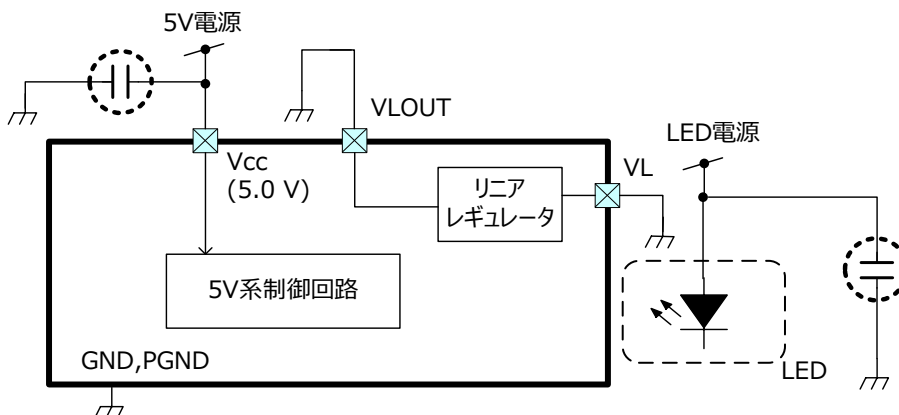 5V電源
VLOUT
Vcc
(5.0 V)
リニア
レギュレータ
VL
LED電源
5V系制御回路
GND,PGND
LED